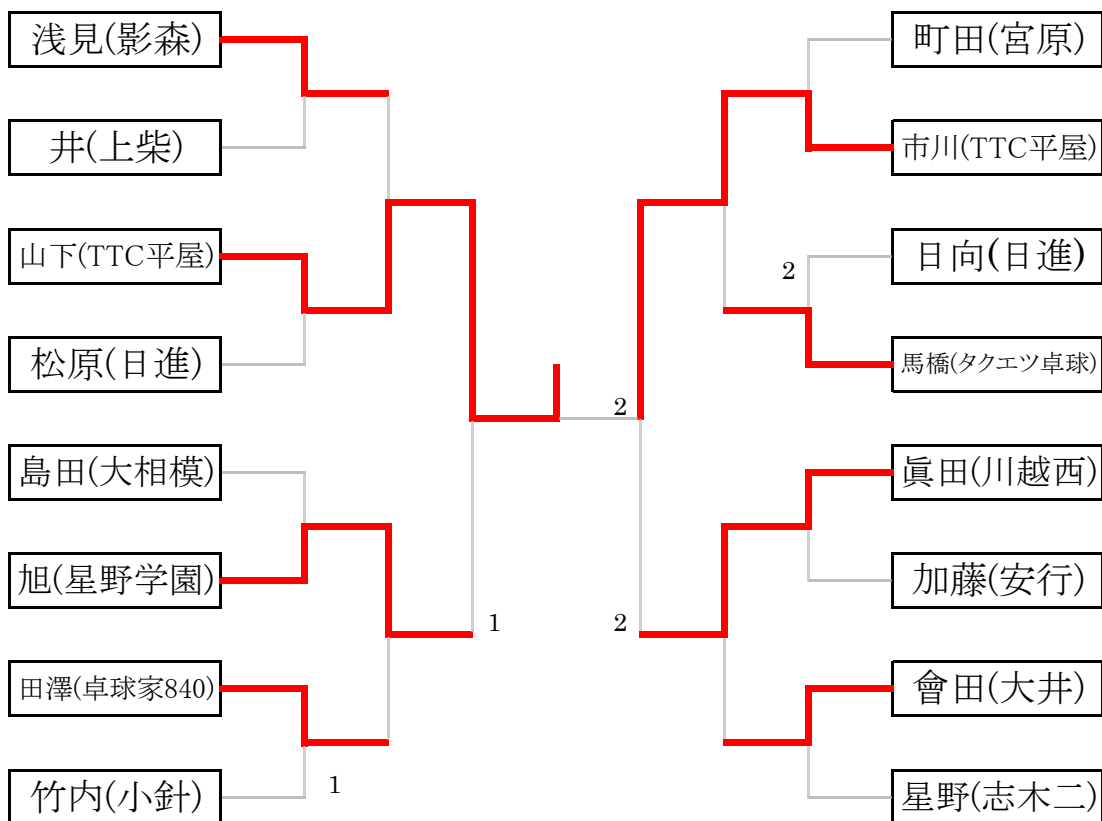 浅見(影森)
井(上柴)
山下(TTC平屋)
松原(日進)
島田(大相模)
旭(星野学園)
田澤(卓球家840)
竹内(小針)
1
1
2
2
2
町田(宮原)
市川(TTC平屋)
日向(日進)
馬橋(タクエツ卓球)
眞田(川越西)
加藤(安行)
會田(大井)
星野(志木二)